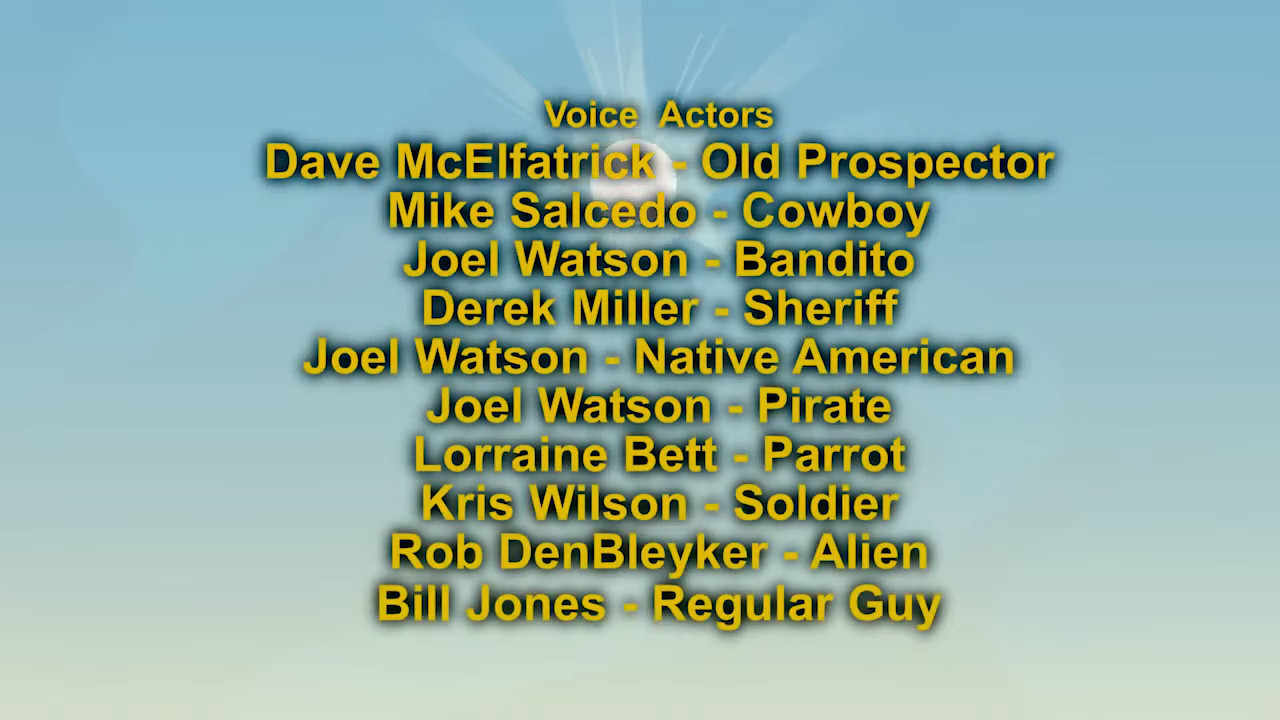 Voice Actors
Dave McElfatrick - Old Prospector
Mike Salcedo - Cowboy
Joel Watson - Bandito
Derek Miller - Sheriff
Joel Watson - Native American
Joel Watson - Pirate
Lorraine Bett - Parrot
Kris Wilson - Soldier
Rob DenBleyker - Alien
Bill Jones - Regular Guy